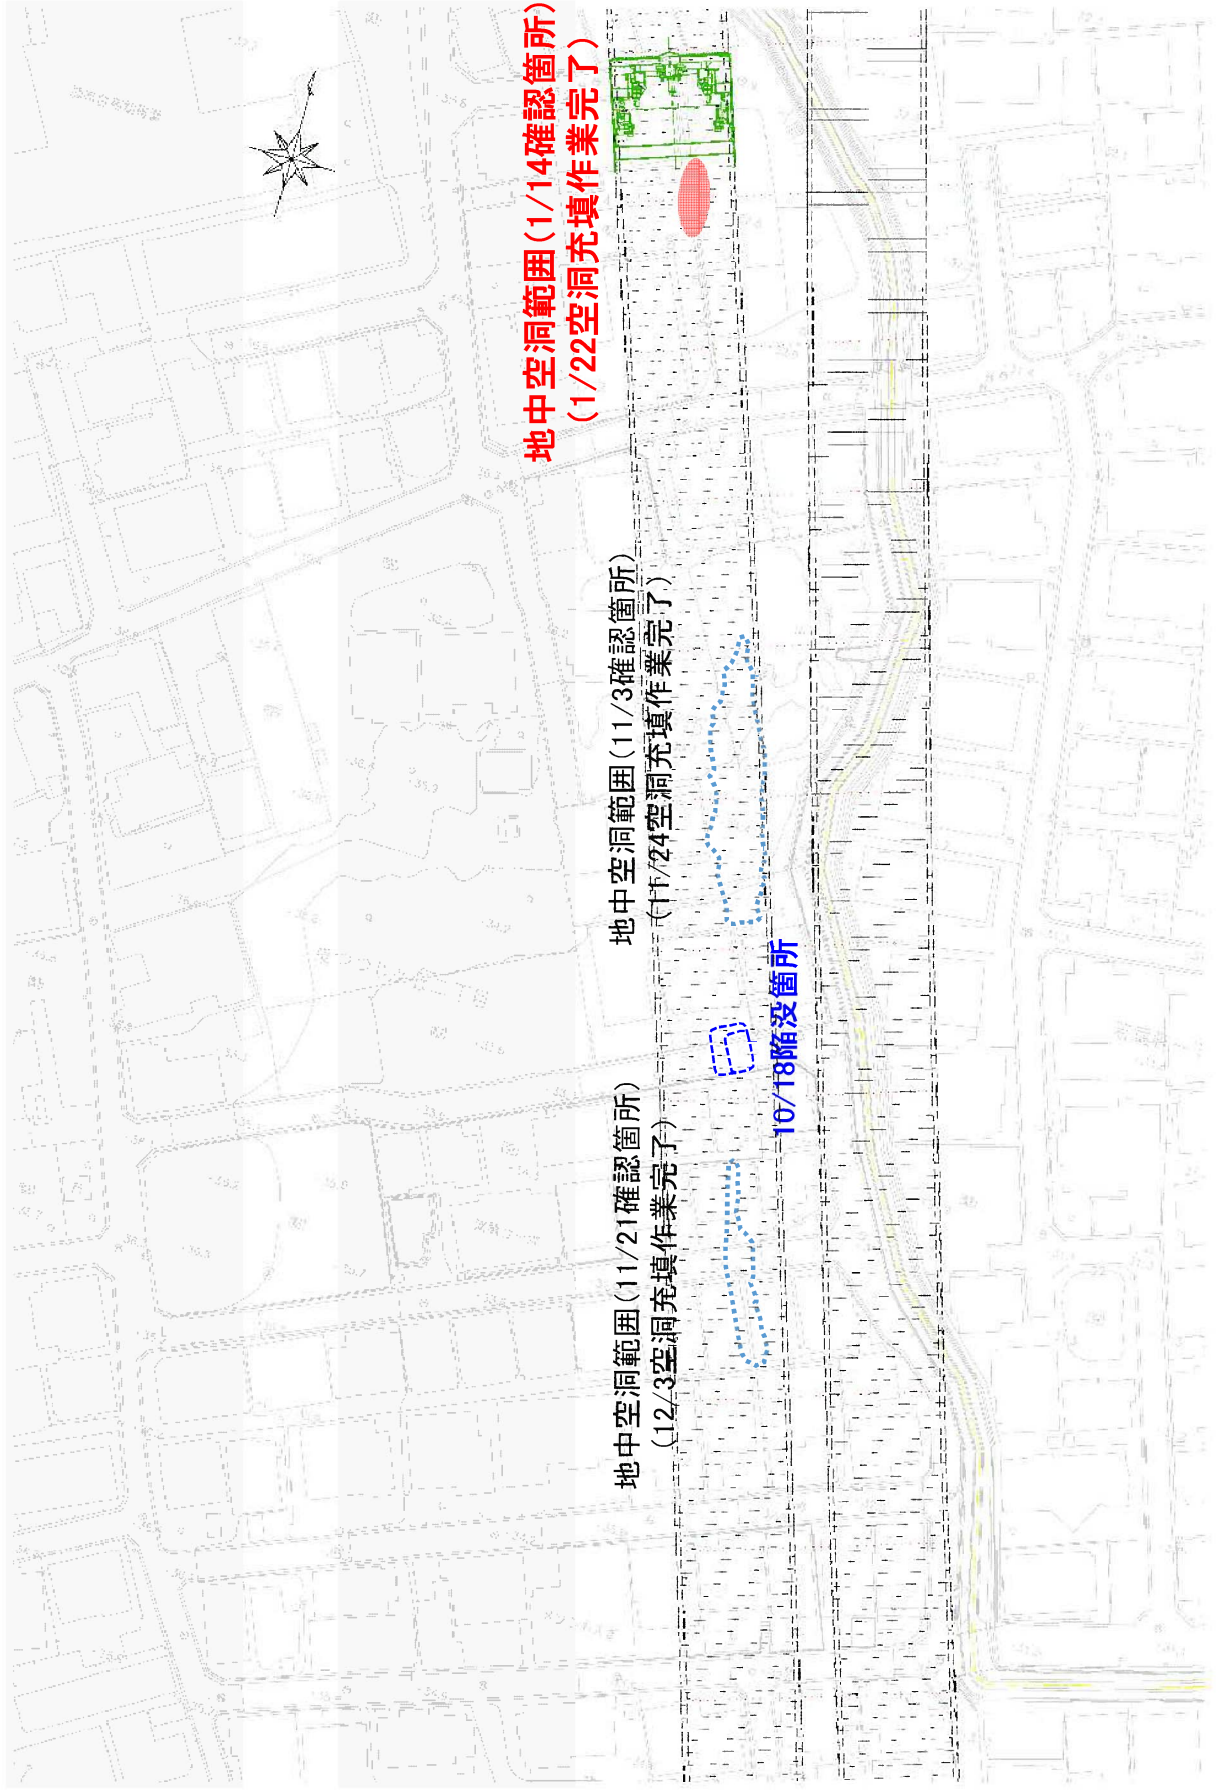 地中空洞範囲(1/14確認箇所)
(1/22空洞充填作業完了)
地中空洞範囲(11/3確認箇所)
(11/24空洞充填作業完了)
10/18陥没箇所
地中空洞範囲(11/21確認箇所)
(12/3空洞充填作業完了)